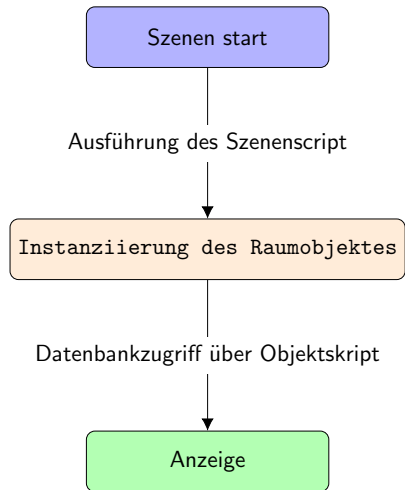 Szenen start
Ausführung des Szenenscript
Instanziierung des Raumobjektes
Datenbankzugriff über Objektskript
Anzeige